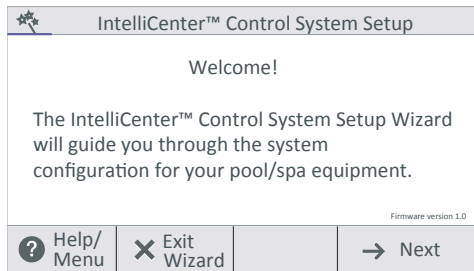 IntelliCenter™ Control System Setup
Welcome!
The IntelliCenter™ Control System Setup Wizard
will guide you through the system
configuration for your pool/spa equipment.
Firmware version 1.0
Help/
Menu
Exit
Wizard
Next